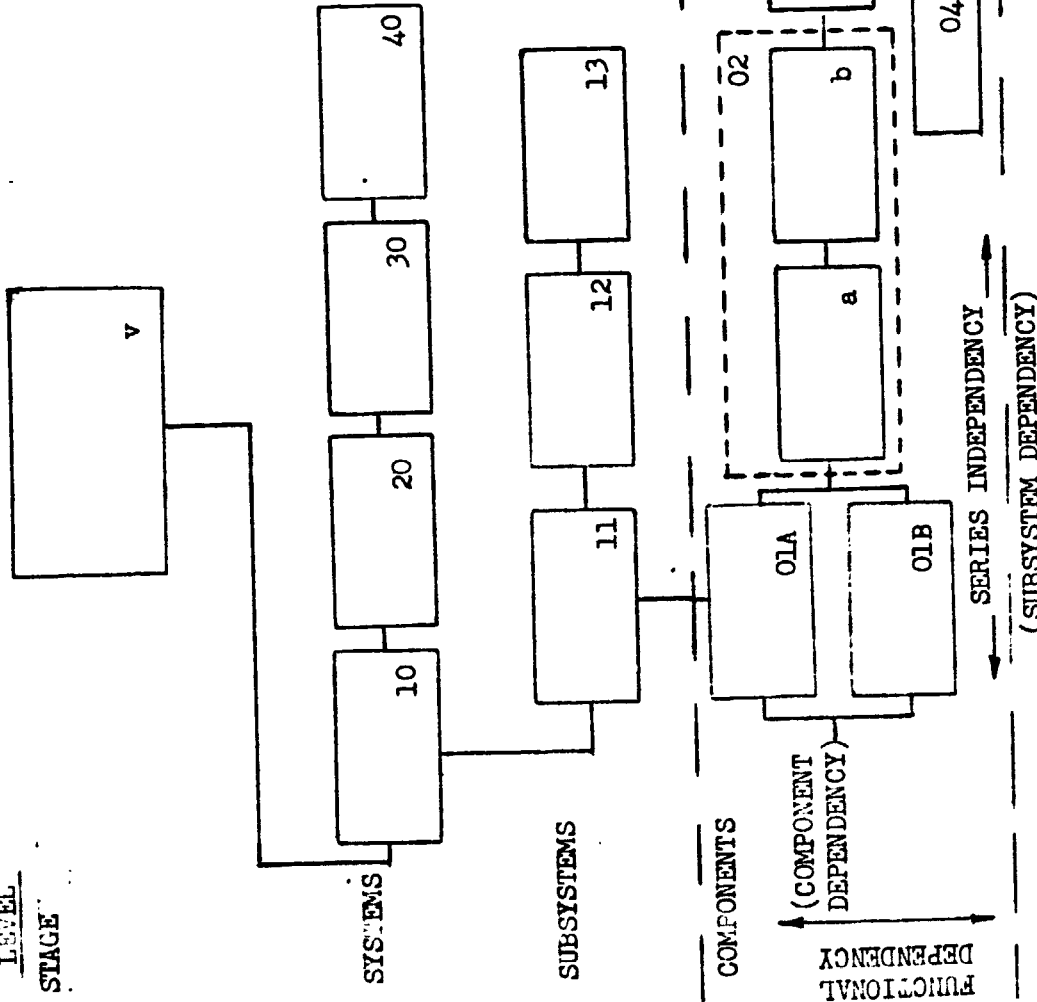 LEVEL
STAGE
V
SYSTEMS
10
20
30
40
SUBSYSTEMS
11
12
13
COMPONENTS
01A
01B
02
a
b
04
(COMPONENT
DEPENDENCY)
FUNCTIONAL
DEPENDENCY
SERIES INDEPENDENCY
(SUBSYSTEM DEPENDENCY)